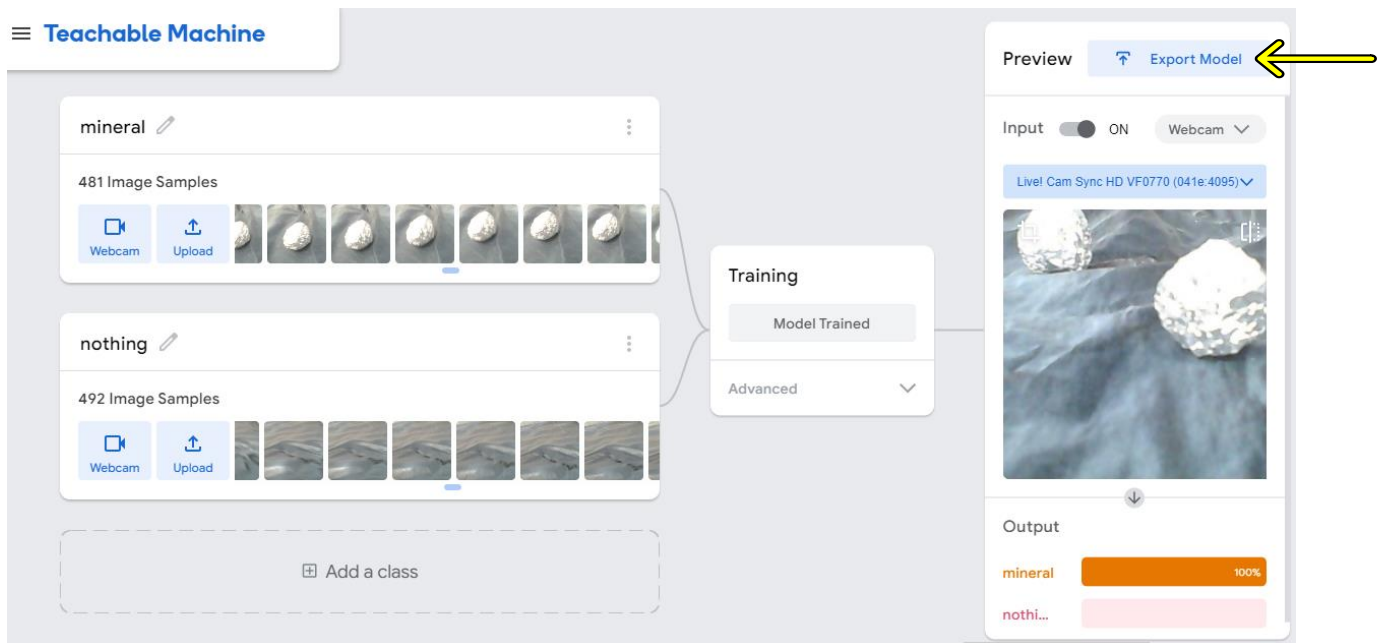 Teachable Machine
mineral
481 Image Samples
Webcam
Upload
nothing
492 Image Samples
Webcam
Upload
Add a class
Training
Model Trained
Advanced
Preview
Export Model
Input
ON
Webcam
Live! Cam Sync HD VF0770 (041e:4095)
Output
mineral
100%
nothi...